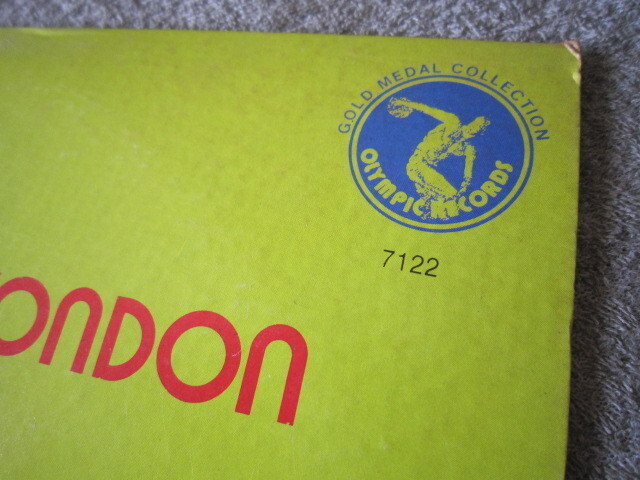 GOLD MEDAL COLLECTION
OLYMPIC RECORDS
7122
ONDON